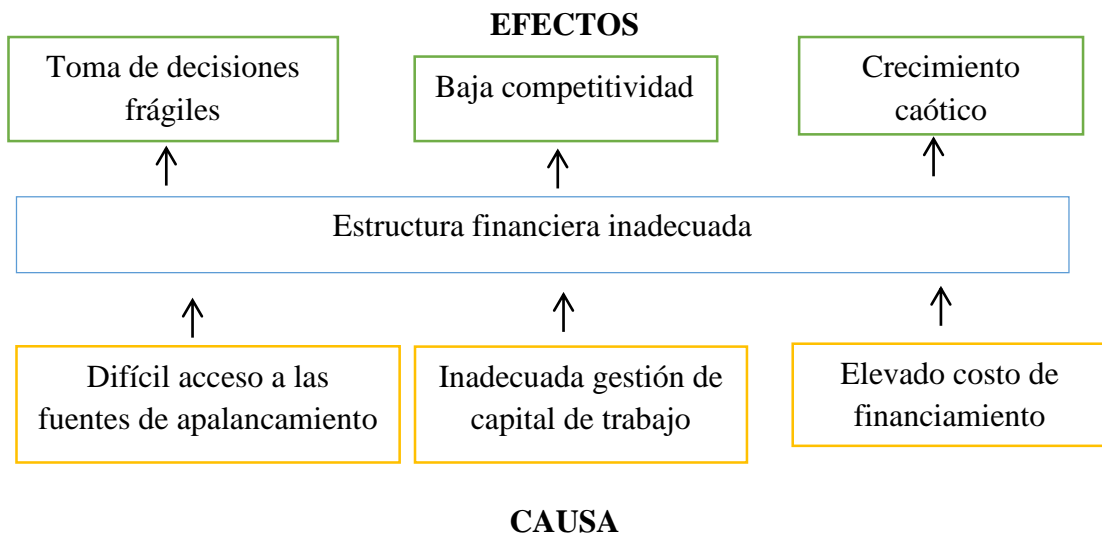 EFECTOS
Toma de decisiones
frágiles
Baja competitividad
Crecimiento
caótico
Estructura financiera inadecuada
Difícil acceso a las
fuentes de apalancamiento
Inadecuada gestión de
capital de trabajo
Elevado costo de
financiamiento
CAUSA